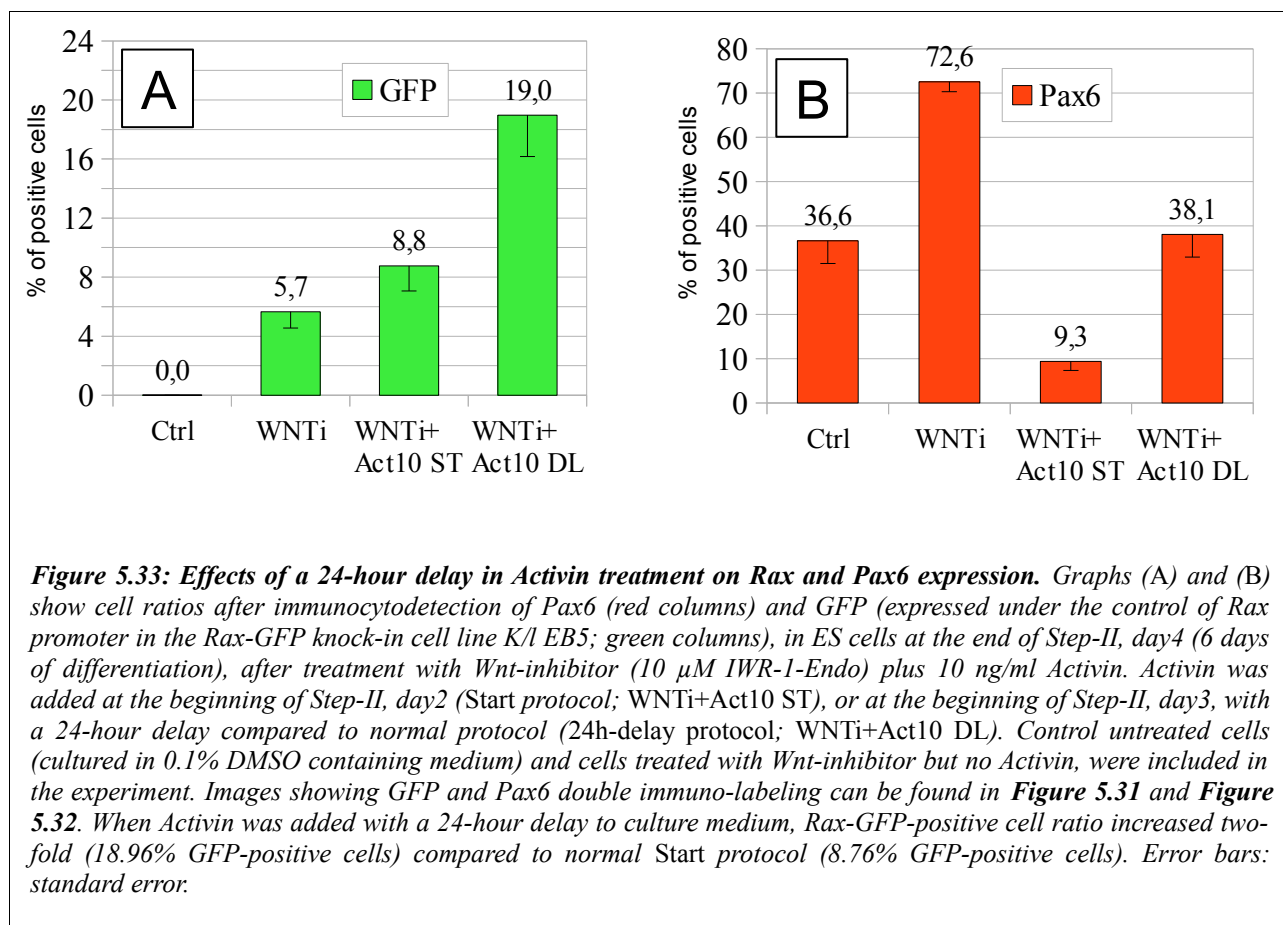 24
20
16
12
8
4
0
% of positive cells
A
GFP
0,0
5,7
8,8
19,0
Ctrl
WNTi
WNTi+
Act10 ST
WNTi+
Act10 DL
80
70
60
50
40
30
20
10
0
% of positive cells
B
Pax6
36,6
72,6
9,3
38,1
Ctrl
WNTi
WNTi+
Act10 ST
WNTi+
Act10 DL
Figure 5.33: Effects of a 24-hour delay in Activin treatment on Rax and Pax6 expression. Graphs (A) and (B)
show cell ratios after immunocytodetection of Pax6 (red columns) and GFP (expressed under the control of Rax
promoter in the Rax-GFP knock-in cell line K/I EB5; green columns), in ES cells at the end of Step-II, day4 (6 days
of differentiation), after treatment with Wnt-inhibitor (10 µM IWR-1-Endo) plus 10 ng/ml Activin. Activin was
added at the beginning of Step-II, day2 (Start protocol; WNTi+Act10 ST), or at the beginning of Step-II, day3, with
a 24-hour delay compared to normal protocol (24h-delay protocol; WNTi+Act10 DL). Control untreated cells
(cultured in 0.1% DMSO containing medium) and cells treated with Wnt-inhibitor but no Activin, were included in
the experiment. Images showing GFP and Pax6 double immuno-labeling can be found in Figure 5.31 and Figure
5.32. When Activin was added with a 24-hour delay to culture medium, Rax-GFP-positive cell ratio increased two-
fold (18.96% GFP-positive cells) compared to normal Start protocol (8.76% GFP-positive cells). Error bars:
standard error.